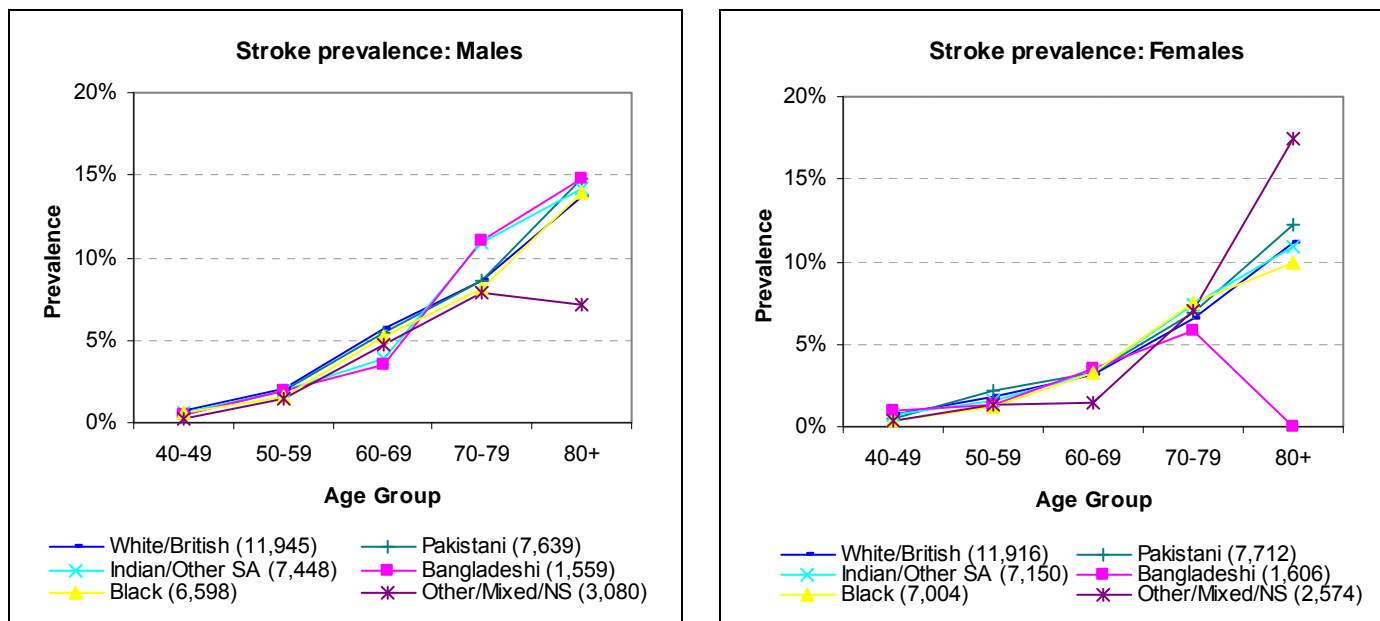 Stroke prevalence: Males
20%
15%
10%
5%
0%
Prevalence
40-49 50-59 60-69 70-79 80+
Age Group
White/British (11,945) Pakistani (7,639)
Indian/Other SA (7,448) Bangladeshi (1,559)
Black (6,598) Other/Mixed/NS (3,080)
Stroke prevalence: Females
20%
15%
10%
5%
0%
Prevalence
40-49 50-59 60-69 70-79 80+
Age Group
White/British (11,916) Pakistani (7,712)
Indian/Other SA (7,150) Bangladeshi (1,606)
Black (7,004) Other/Mixed/NS (2,574)